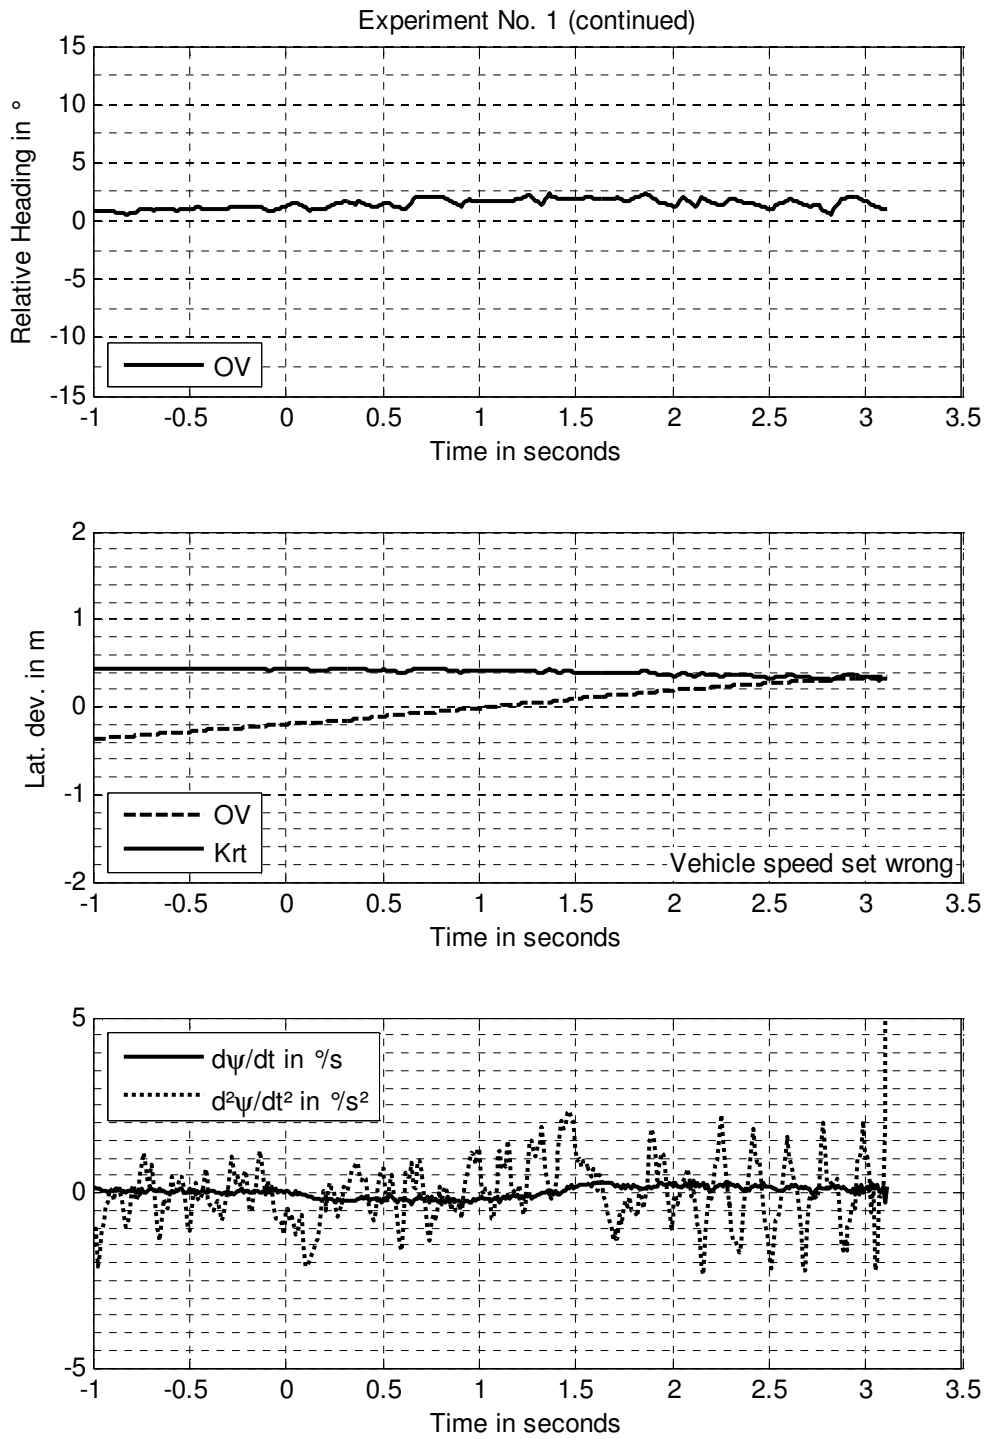 Experiment No. 1 (continued)
Relative Heading in °
15
10
5
0
-5
-10
-15
OV
-1 -0.5 0 0.5 1 1.5 2 2.5 3 3.5
Time in seconds
Lat. dev. in m
2
1
0
-1
-2
OV
Krt
Vehicle speed set wrong
-1 -0.5 0 0.5 1 1.5 2 2.5 3 3.5
Time in seconds
5
0
-5
dψ/dt in °/s
d²ψ/dt² in °/s²
-1 -0.5 0 0.5 1 1.5 2 2.5 3 3.5
Time in seconds